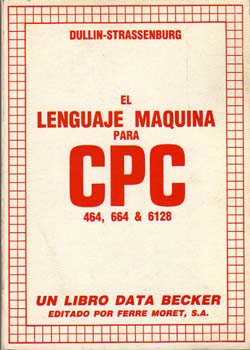 DULLIN-STRASSENBURG
EL
LENGUAJE MAQUINA
PARA
CPC
464, 664 & 6128
UN LIBRO DATA BECKER
EDITADO POR FERRE MORET, S.A.